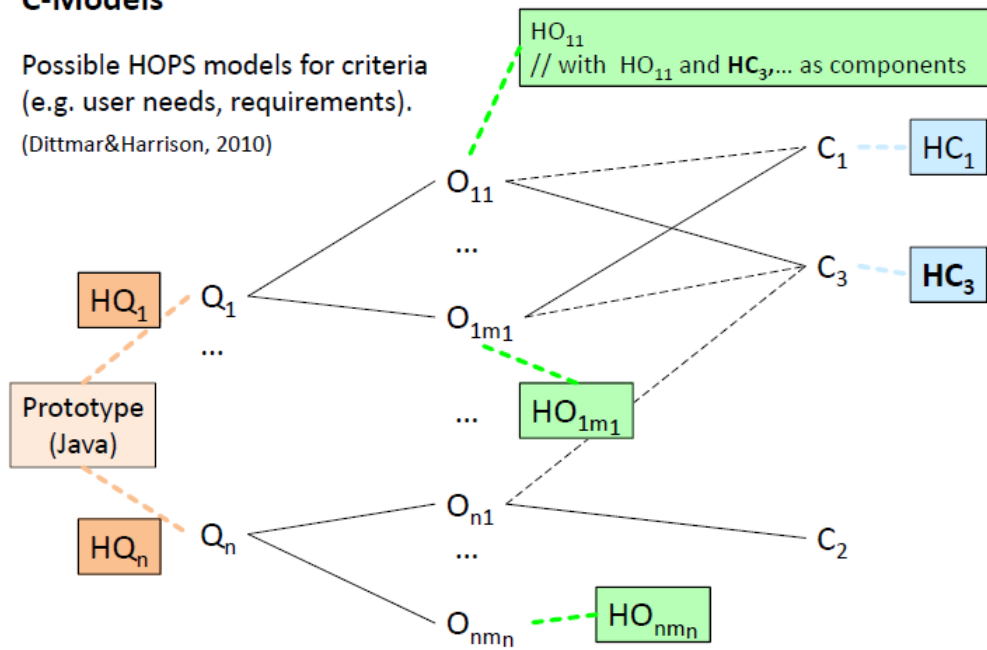 C-Models
Possible HOPS models for criteria
(e.g. user needs, requirements).
(Dittmar&Harrison, 2010)
HO₁₁
// with HO₁₁ and HC₃,... as components
O₁₁
C₁
HC₁
...
HQ₁
Q₁
C₃
HC₃
O₁ₘ₁
...
Prototype
(Java)
...
HO₁ₘ₁
HQₙ
Qₙ
Oₙ₁
C₂
...
Oₙₘₙ
HOₙₘₙ